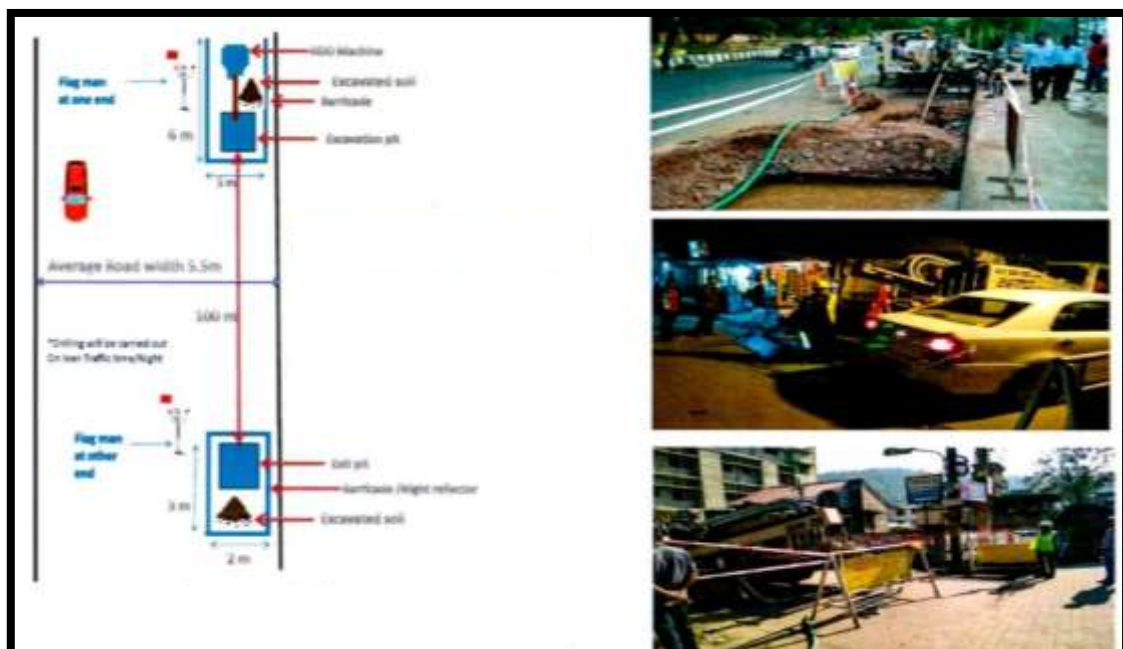 HDD Machine
Flag man
at one end
Excavated soil
Barricade
6 m
Excavation pit
3 m
Average Road width 5.5m
100 m
*Drilling will be carried out
On lean Traffic time/Night
Flag man
at other
end
Exit pit
Barricade /Night reflector
3 m
Excavated soil
2 m